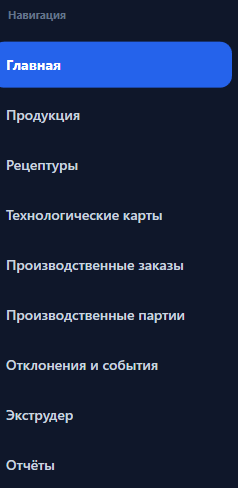 Навигация
Главная
Продукция
Рецептуры
Технологические карты
Производственные заказы
Производственные партии
Отклонения и события
Экструдер
Отчёты